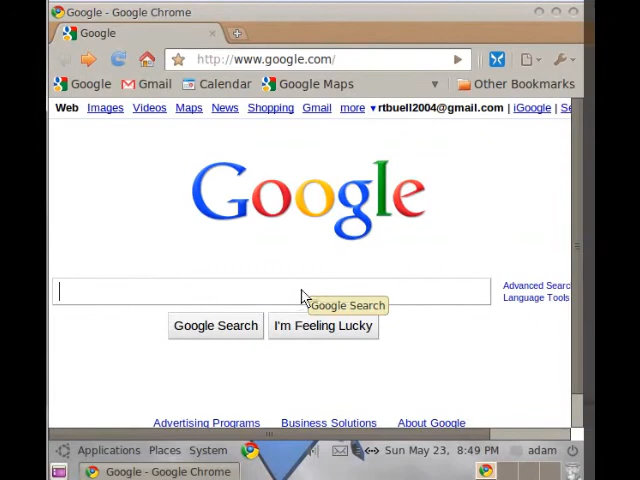 Google - Google Chrome
Google
http://www.google.com/
Google Gmail Calendar Google Maps Other Bookmarks
Web Images Videos Maps News Shopping Gmail more ▼ rtbuell2004@gmail.com | iGoogle |
Google
Advanced Searc
Google Search
Language Tools
Google Search I'm Feeling Lucky
Advertising Programs Business Solutions About Google
Applications Places System Sun May 23, 8:49 PM adam
Google - Google Chrome